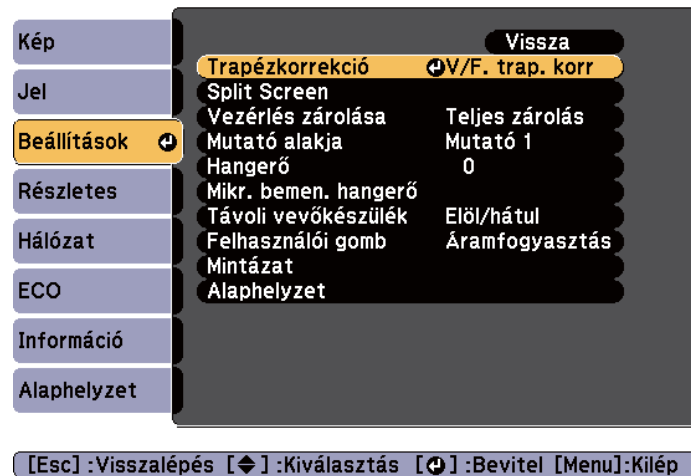 Kép
Jel
Beállítások
Részletes
Hálózat
ECO
Információ
Alaphelyzet
Vissza
Trapézkorrekció V/F. trap. korr
Split Screen
Vezérlés zárolása Teljes zárolás
Mutató alakja Mutató 1
Hangerő 0
Mikr. bemen. hangerő
Távoli vevőkészülék Elöl/hátul
Felhasználói gomb Áramfogyasztás
Mintázat
Alaphelyzet
[Esc] :Visszalépés [◆] :Kiválasztás [⏎] :Bevitel [Menu]:Kilép